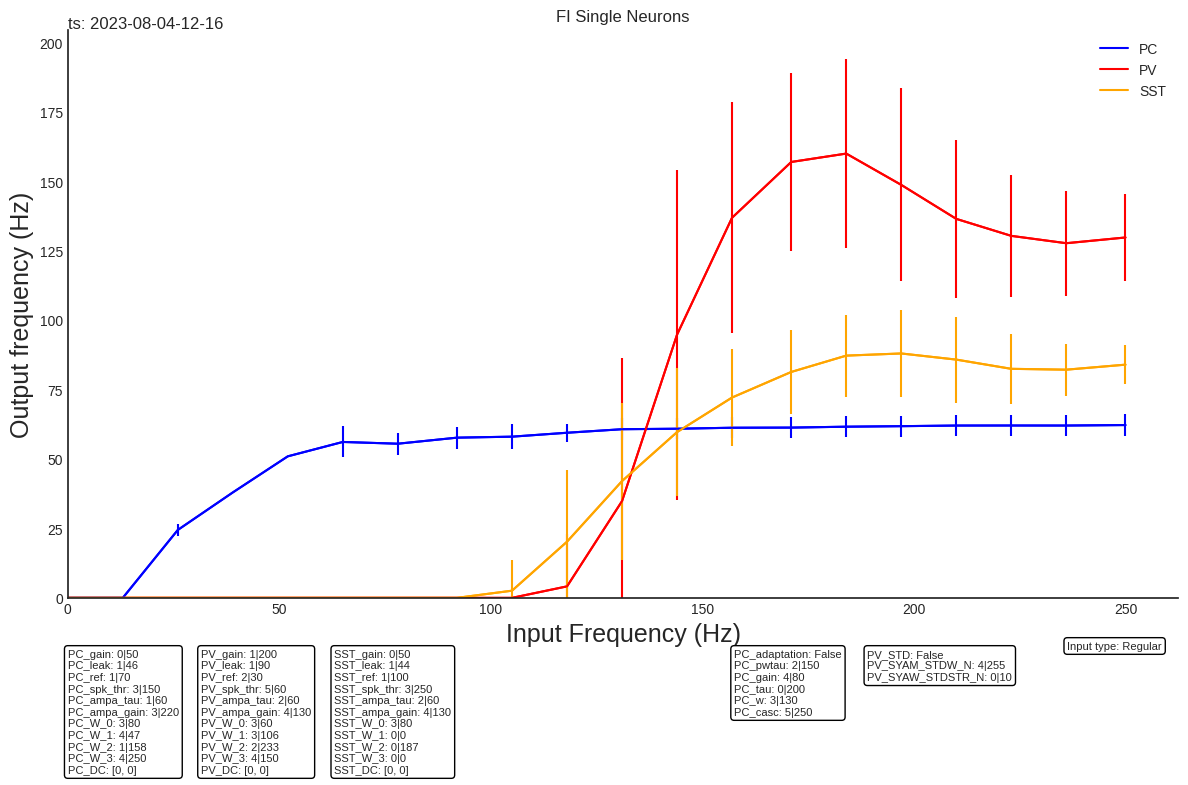 ts: 2023-08-04-12-16
FI Single Neurons
PC
PV
SST
Output frequency (Hz)
200
175
150
125
100
75
50
25
0
0 50 100 150 200 250
Input Frequency (Hz)
PC_gain: 0|50
PC_leak: 1|46
PC_ref: 1|70
PC_spk_thr: 3|150
PC_ampa_tau: 1|60
PC_ampa_gain: 3|220
PC_W_0: 3|80
PC_W_1: 4|47
PC_W_2: 1|158
PC_W_3: 4|250
PC_DC: [0, 0]
PV_gain: 1|200
PV_leak: 1|90
PV_ref: 2|30
PV_spk_thr: 5|60
PV_ampa_tau: 2|60
PV_ampa_gain: 4|130
PV_W_0: 3|60
PV_W_1: 3|106
PV_W_2: 2|233
PV_W_3: 4|150
PV_DC: [0, 0]
SST_gain: 0|50
SST_leak: 1|44
SST_ref: 1|100
SST_spk_thr: 3|250
SST_ampa_tau: 2|60
SST_ampa_gain: 4|130
SST_W_0: 3|80
SST_W_1: 0|0
SST_W_2: 0|187
SST_W_3: 0|0
SST_DC: [0, 0]
PC_adaptation: False
PC_pwtau: 2|150
PC_gain: 4|80
PC_tau: 0|200
PC_w: 3|130
PC_casc: 5|250
PV_STD: False
PV_SYAM_STDW_N: 4|255
PV_SYAW_STDSTR_N: 0|10
Input type: Regular